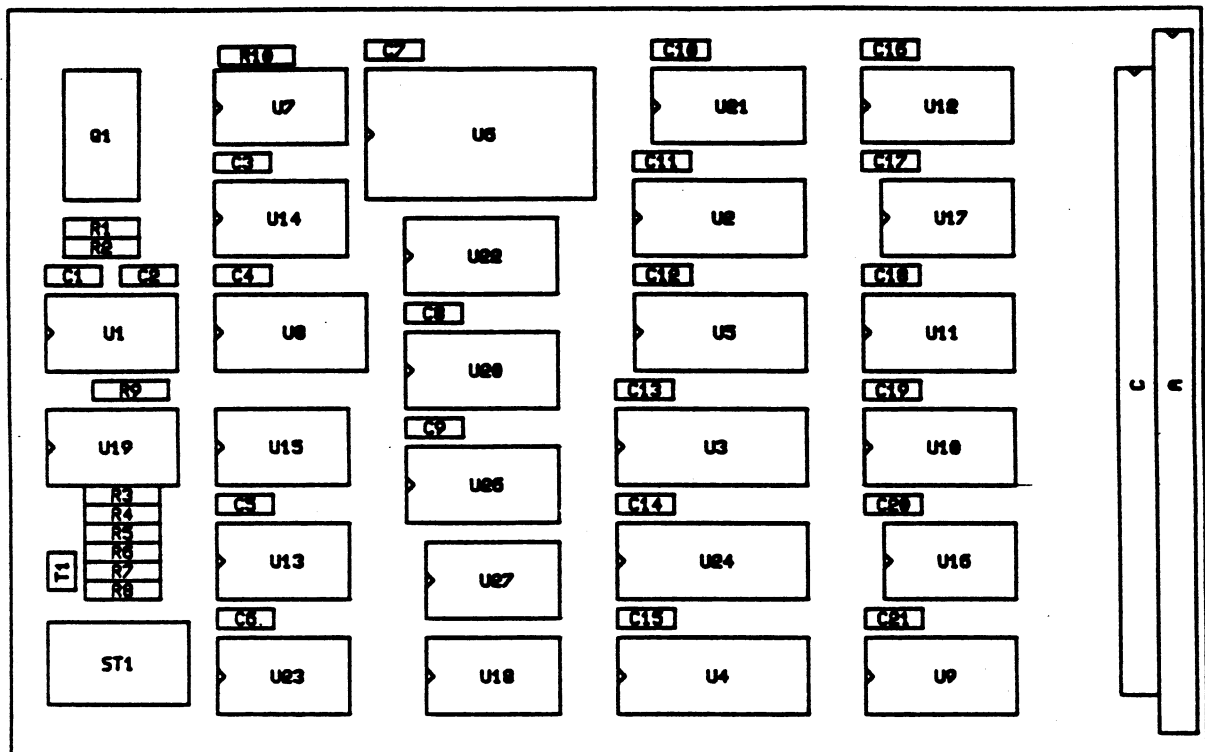 R10 C7 C10 C16
Q1 U7 U6 U21 U12
C3 C11 C17
U14 U2 U17
R1
R2
U22
C1 C2 C4 C12 C18
U1 U8 U5 U11
C8
U20
R9 C13 C19
U19 U15 U3 U10
C9
U26
R3 C5 C14 C20
R4
R5
R6
R7
R8
T1
U13 U24 U16
U27
C6. C15 C21
ST1 U23 U18 U4 U9